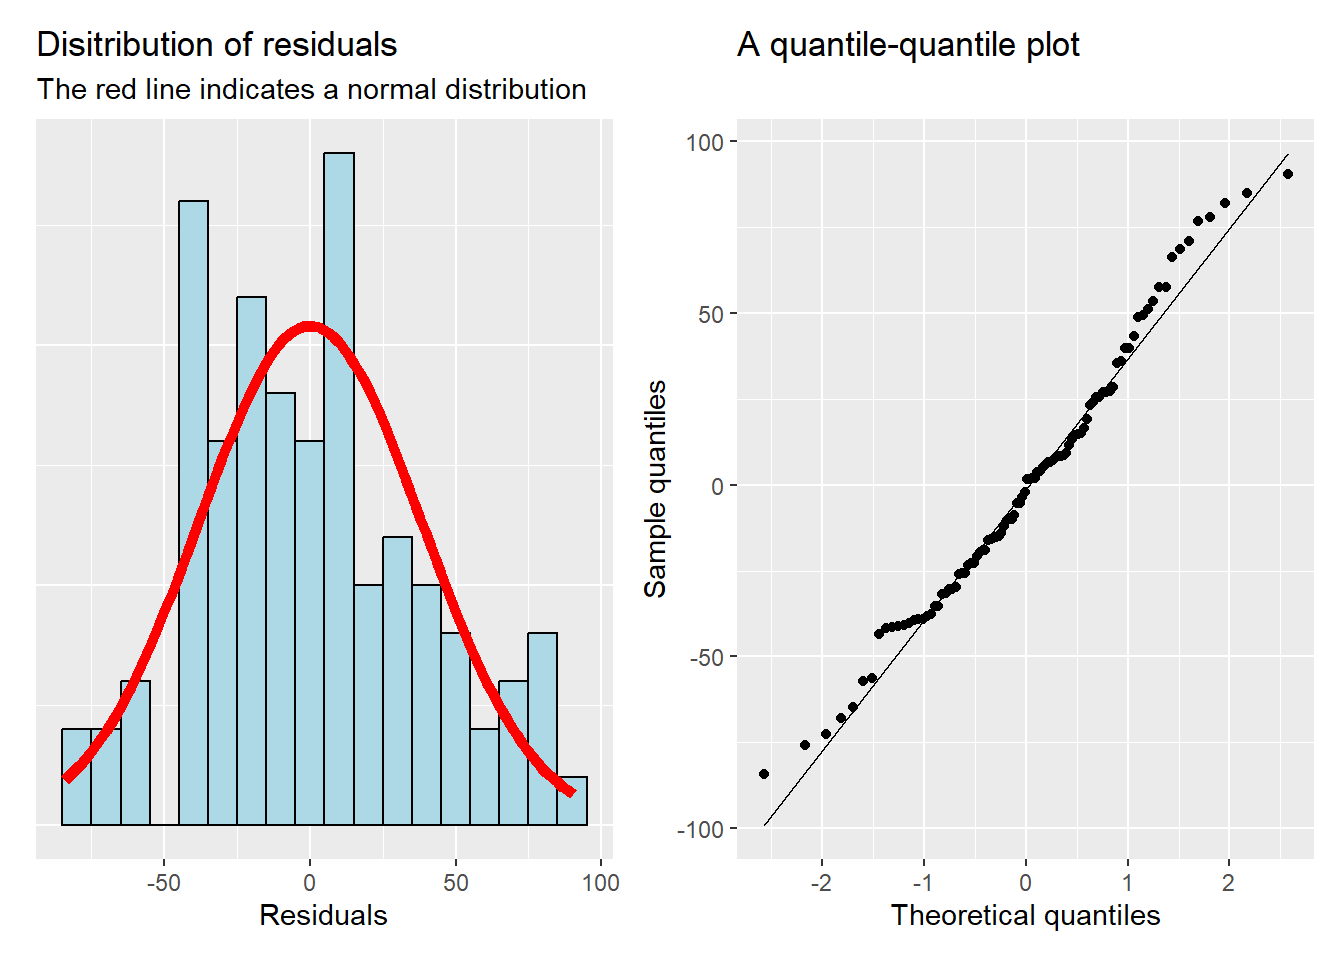 Disitribution of residuals
The red line indicates a normal distribution
-50
0
50
100
Residuals
A quantile-quantile plot
100
50
0
-50
-100
Sample quantiles
-2
-1
0
1
2
Theoretical quantiles